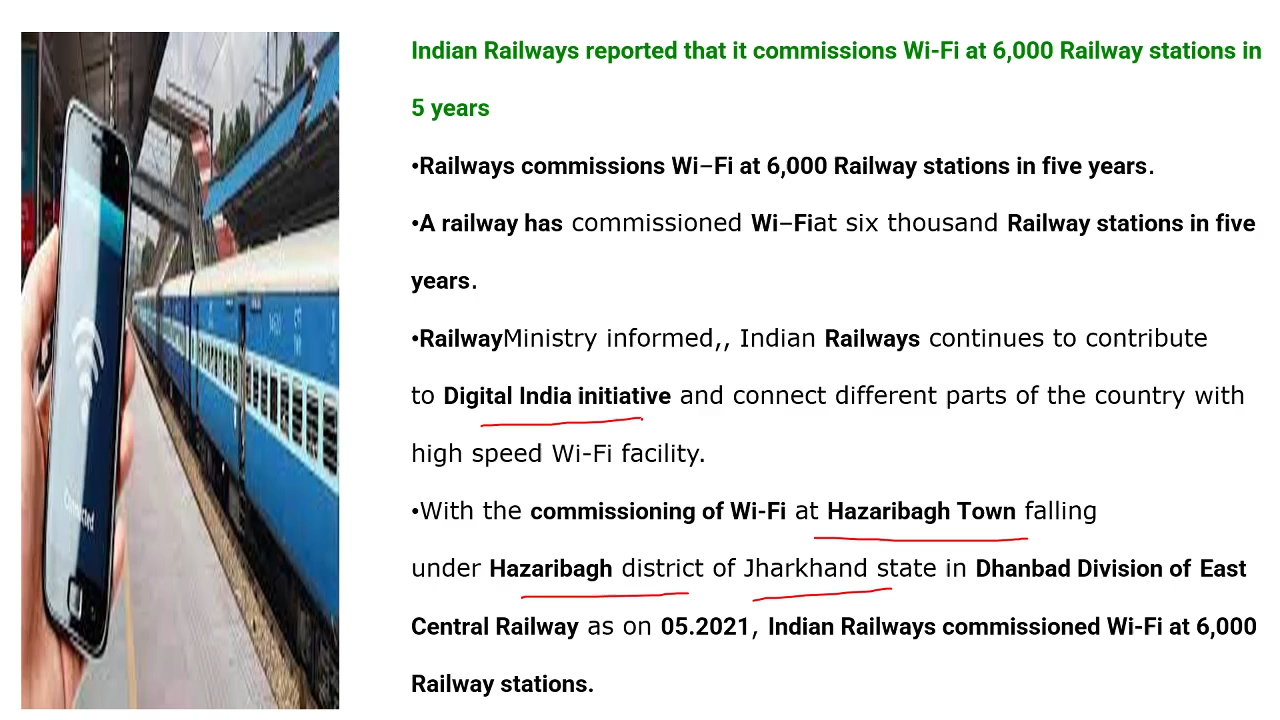 Indian Railways reported that it commissions Wi-Fi at 6,000 Railway stations in
5 years
•Railways commissions Wi–Fi at 6,000 Railway stations in five years.
•A railway has commissioned Wi–Fiat six thousand Railway stations in five
years.
•RailwayMinistry informed,, Indian Railways continues to contribute
to Digital India initiative and connect different parts of the country with
high speed Wi-Fi facility.
•With the commissioning of Wi-Fi at Hazaribagh Town falling
under Hazaribagh district of Jharkhand state in Dhanbad Division of East
Central Railway as on 05.2021, Indian Railways commissioned Wi-Fi at 6,000
Railway stations.